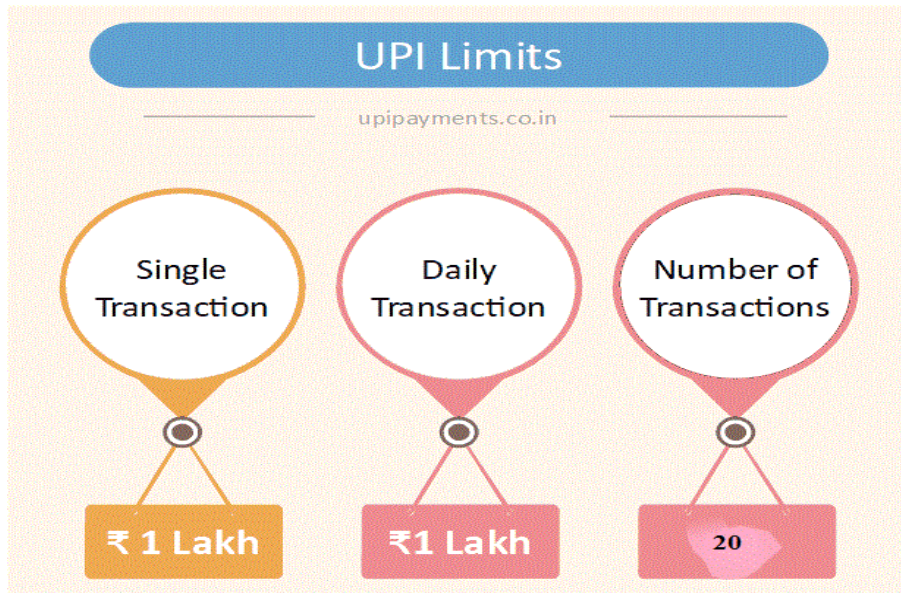 UPI Limits
upipayments.co.in
Single
Transaction
Daily
Transaction
Number of
Transactions
₹ 1 Lakh
₹1 Lakh
20